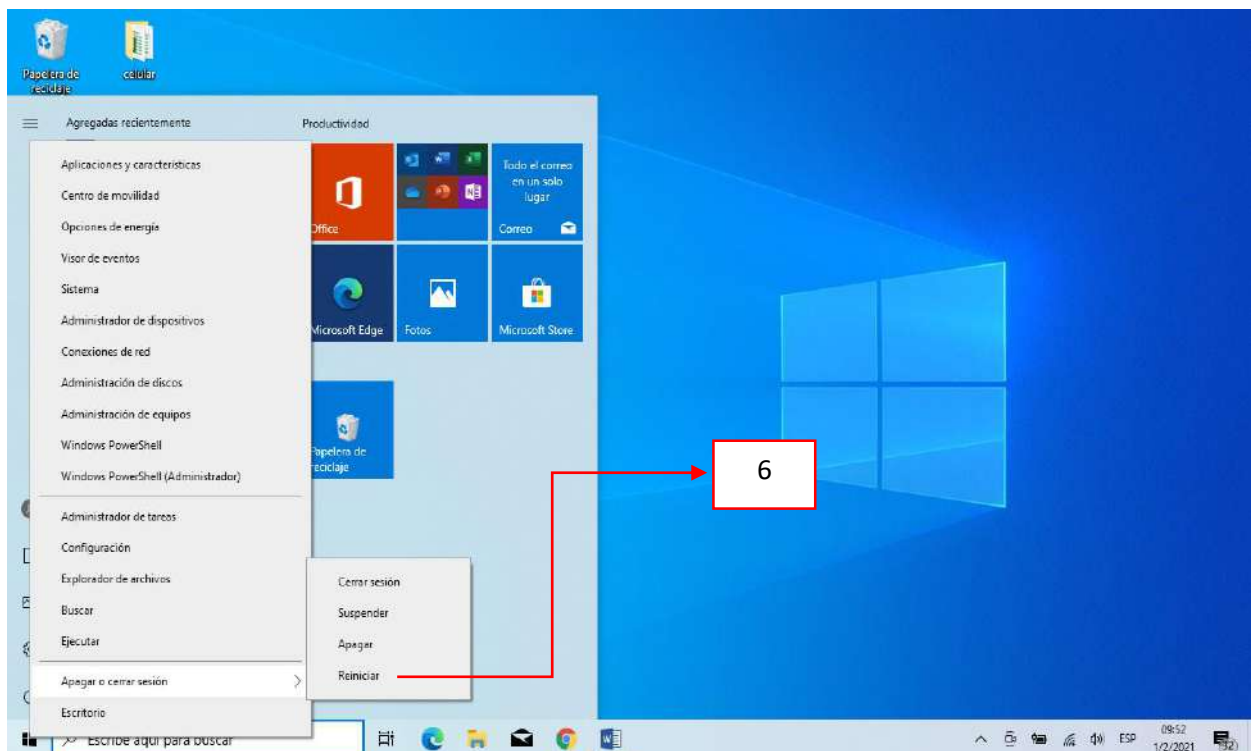 Papelera de
reciclaje
celular
Agregadas recientemente
Productividad
Aplicaciones y características
Centro de movilidad
Opciones de energía
Visor de eventos
Sistema
Administrador de dispositivos
Conexiones de red
Administración de discos
Administración de equipos
Windows PowerShell
Windows PowerShell (Administrador)
Administrador de tareas
Configuración
Explorador de archivos
Buscar
Ejecutar
Apagar o cerrar sesión
Escritorio
Office
Todo el correo
en un solo
lugar
Correo
Microsoft Edge
Fotos
Microsoft Store
Papelera de
reciclaje
Cerrar sesión
Suspender
Apagar
Reiniciar
6
Escribe aquí para buscar
ESP
09:52
1/2/2021